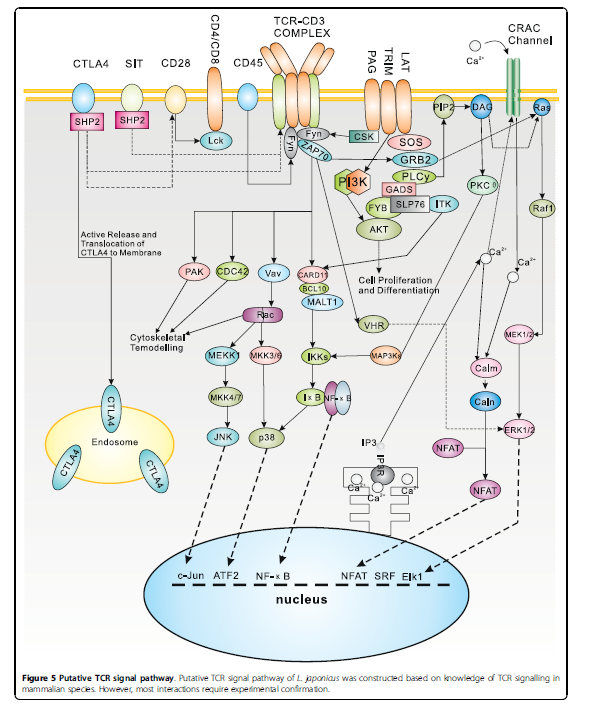 TCR-CD3
COMPLEX
CRAC
Channel
Ca²⁺
CTLA4
SIT
CD28
CD4/CD8
CD45
PAG
TRIM
LAT
SHP2
SHP2
Lck
Fyn
Fyn
ZAP70
CSK
SOS
GRB2
PLCγ
PIP2
DAG
Ras
PI3K
GADS
SLP76
FYB
ITK
AKT
PKC θ
Raf1
Active Release and
Translocation of
CTLA4 to Membrane
PAK
CDC42
Vav
CARD11
BCL10
MALT1
Cell Proliferation
and Differentiation
Ca²⁺
Ca²⁺
Rac
VHR
Cytoskeletal
Temodelling
MEKK1
MKK3/6
IKKs
MAP3Ks
MEK1/2
Calm
CTLA4
MKK4/7
I κ B
NF-κ B
Caln
Endosome
JNK
p38
ERK1/2
NFAT
CTLA4
CTLA4
IP3
IP3R
Ca²⁺
Ca²⁺
Ca²⁺
NFAT
c-Jun
ATF2
NF-κ B
NFAT
SRF
Elk1
nucleus
Figure 5 Putative TCR signal pathway. Putative TCR signal pathway of L. japonicus was constructed based on knowledge of TCR signalling in
mammalian species. However, most interactions require experimental confirmation.